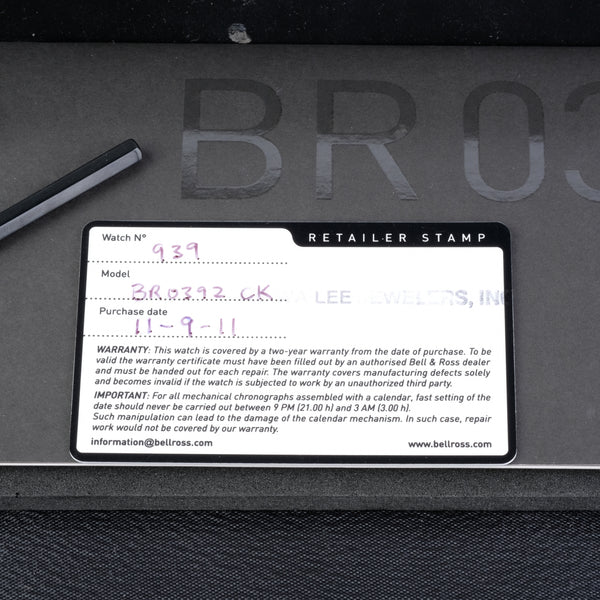 BR 03
RETAILER STAMP
Watch N° 939
Model BR0392 CK
LEE JEWELERS, INC
Purchase date 11-9-11
WARRANTY: This watch is covered by a two-year warranty from the date of purchase. To be
valid the warranty certificate must have been filled out by an authorised Bell & Ross dealer
and must be handed out for each repair. The warranty covers manufacturing defects solely
and becomes invalid if the watch is subjected to work by an unauthorized third party.
IMPORTANT: For all mechanical chronographs assembled with a calendar, fast setting of the
date should never be carried out between 9 PM (21.00 h) and 3 AM (3.00 h).
Such manipulation can lead to the damage of the calendar mechanism. In such case, repair
work would not be covered by our warranty.
information@bellross.com www.bellross.com